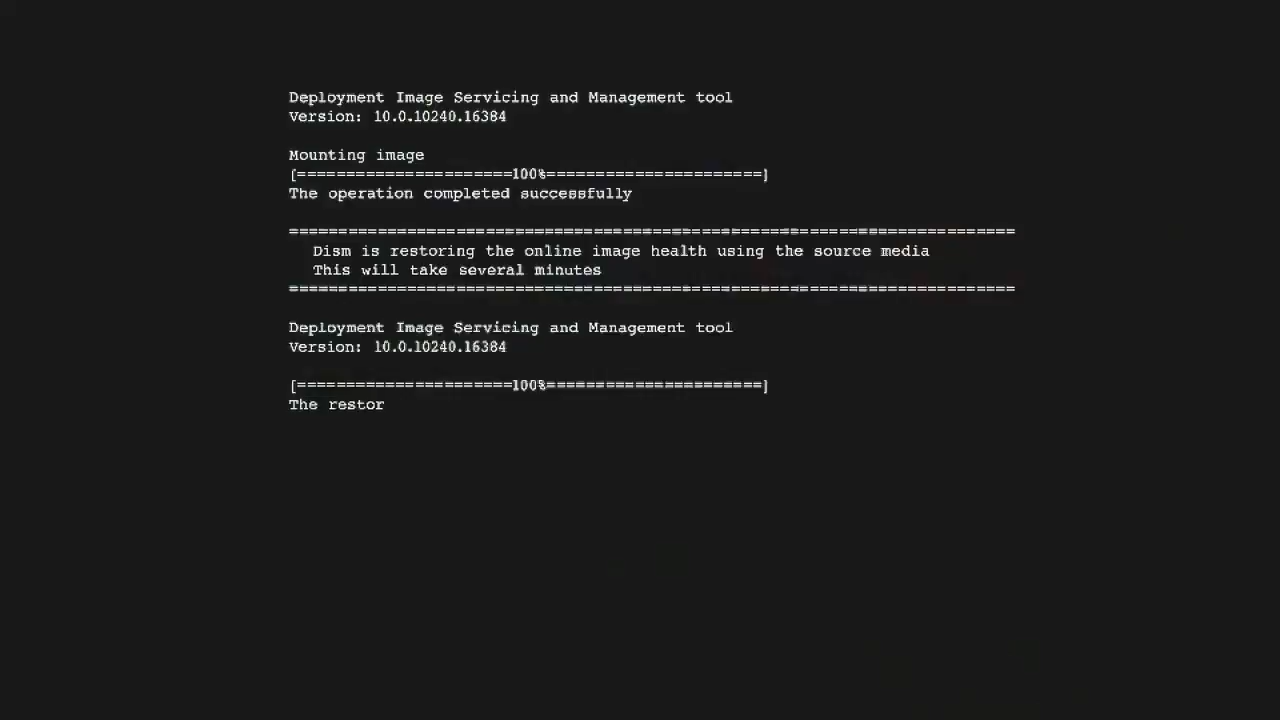 Deployment Image Servicing and Management tool
Version: 10.0.10240.16384
Mounting image
[======================100%======================]
The operation completed successfully
===========================================================================
Dism is restoring the online image health using the source media
This will take several minutes
===========================================================================
Deployment Image Servicing and Management tool
Version: 10.0.10240.16384
[======================100%======================]
The restor